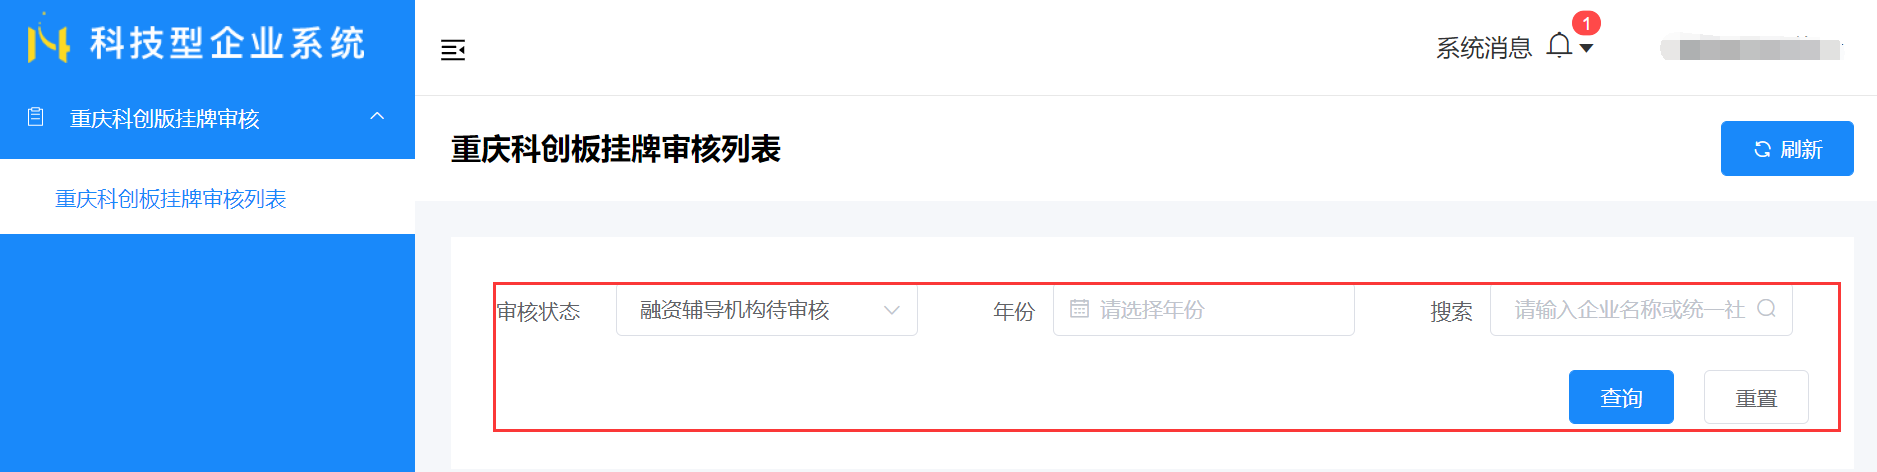 科技型企业系统
系统消息
1
重庆科创版挂牌审核
重庆科创板挂牌审核列表
重庆科创板挂牌审核列表
刷新
审核状态 融资辅导机构待审核 年份 请选择年份 搜索 请输入企业名称或统一社
查询 重置